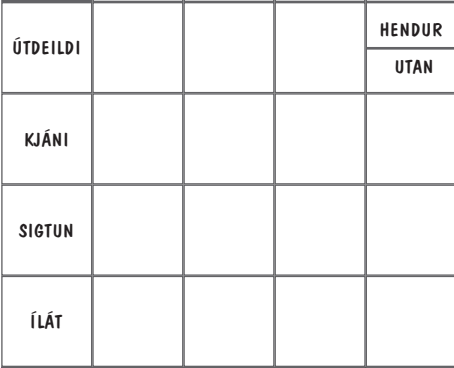 ÚTDEILDI
HENDUR
UTAN
KJÁNI
SIGTUN
ÍLÁT